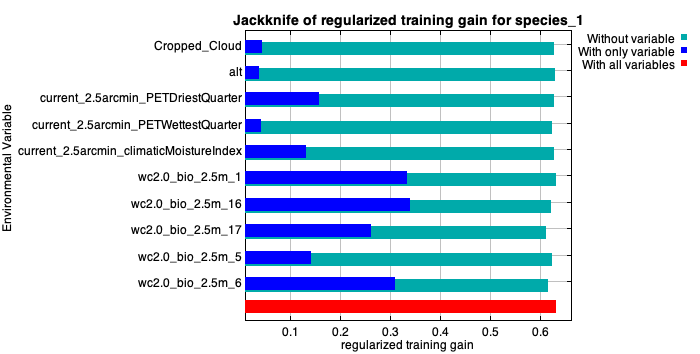 Jackknife of regularized training gain for species_1
Without variable
With only variable
With all variables
Environmental Variable
Cropped_Cloud
alt
current_2.5arcmin_PETDriestQuarter
current_2.5arcmin_PETWettestQuarter
current_2.5arcmin_climaticMoistureIndex
wc2.0_bio_2.5m_1
wc2.0_bio_2.5m_16
wc2.0_bio_2.5m_17
wc2.0_bio_2.5m_5
wc2.0_bio_2.5m_6
0.1 0.2 0.3 0.4 0.5 0.6
regularized training gain